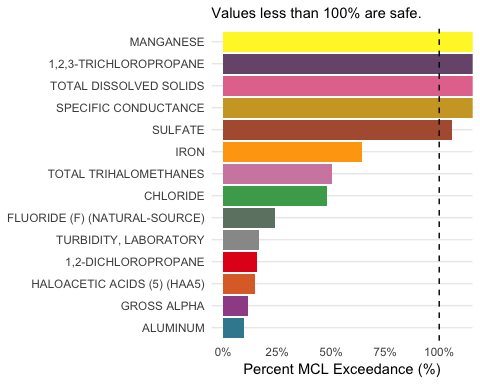 Values less than 100% are safe.
MANGANESE
1,2,3-TRICHLOROPROPANE
TOTAL DISSOLVED SOLIDS
SPECIFIC CONDUCTANCE
SULFATE
IRON
TOTAL TRIHALOMETHANES
CHLORIDE
FLUORIDE (F) (NATURAL-SOURCE)
TURBIDITY, LABORATORY
1,2-DICHLOROPROPANE
HALOACETIC ACIDS (5) (HAA5)
GROSS ALPHA
ALUMINUM
0% 25% 50% 75% 100%
Percent MCL Exceedance (%)